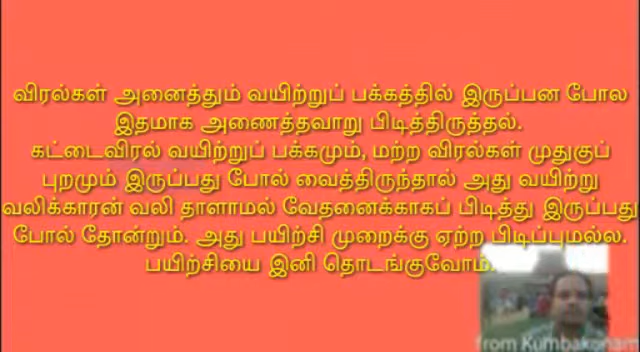 விரல்கள் அனைத்தும் வயிற்றுப் பக்கத்தில் இருப்பன போல
இதமாக அணைத்தவாறு பிடித்திருத்தல்.
கட்டைவிரல் வயிற்றுப் பக்கமும், மற்ற விரல்கள் முதுகுப்
புறமும் இருப்பது போல் வைத்திருந்தால் அது வயிற்று
வலிக்காரன் வலி தாளாமல் வேதனைக்காகப் பிடித்து இருப்பது
போல் தோன்றும். அது பயிற்சி முறைக்கு ஏற்ற பிடிப்புமல்ல.
பயிற்சியை இனி தொடங்குவோம்.
from Kumbakonam